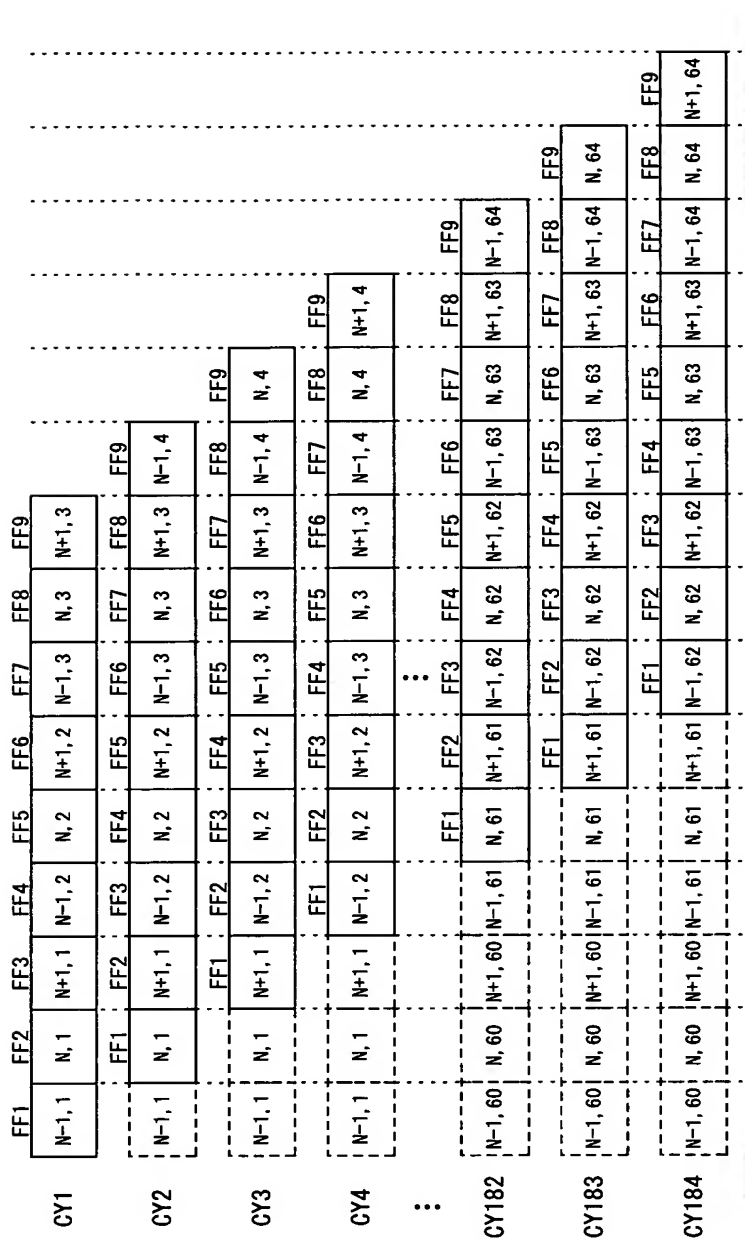 FF1 FF2 FF3 FF4 FF5 FF6 FF7 FF8 FF9
CY1 N-1, 1 N, 1 N+1, 1 N-1, 2 N, 2 N+1, 2 N-1, 3 N, 3 N+1, 3
FF1 FF2 FF3 FF4 FF5 FF6 FF7 FF8 FF9
CY2 N-1, 1 N, 1 N+1, 1 N-1, 2 N, 2 N+1, 2 N-1, 3 N, 3 N+1, 3 N-1, 4
FF1 FF2 FF3 FF4 FF5 FF6 FF7 FF8 FF9
CY3 N-1, 1 N, 1 N+1, 1 N-1, 2 N, 2 N+1, 2 N-1, 3 N, 3 N+1, 3 N-1, 4 N, 4
FF1 FF2 FF3 FF4 FF5 FF6 FF7 FF8 FF9
CY4 N-1, 1 N, 1 N+1, 1 N-1, 2 N, 2 N+1, 2 N-1, 3 N, 3 N+1, 3 N-1, 4 N, 4 N+1, 4
... ...
FF1 FF2 FF3 FF4 FF5 FF6 FF7 FF8 FF9
CY182 N-1, 60 N, 60 N+1, 60 N-1, 61 N, 61 N+1, 61 N-1, 62 N, 62 N+1, 62 N-1, 63 N, 63 N+1, 63 N-1, 64
FF1 FF2 FF3 FF4 FF5 FF6 FF7 FF8 FF9
CY183 N-1, 60 N, 60 N+1, 60 N-1, 61 N, 61 N+1, 61 N-1, 62 N, 62 N+1, 62 N-1, 63 N, 63 N+1, 63 N-1, 64 N, 64
FF1 FF2 FF3 FF4 FF5 FF6 FF7 FF8 FF9
CY184 N-1, 60 N, 60 N+1, 60 N-1, 61 N, 61 N+1, 61 N-1, 62 N, 62 N+1, 62 N-1, 63 N, 63 N+1, 63 N-1, 64 N, 64 N+1, 64